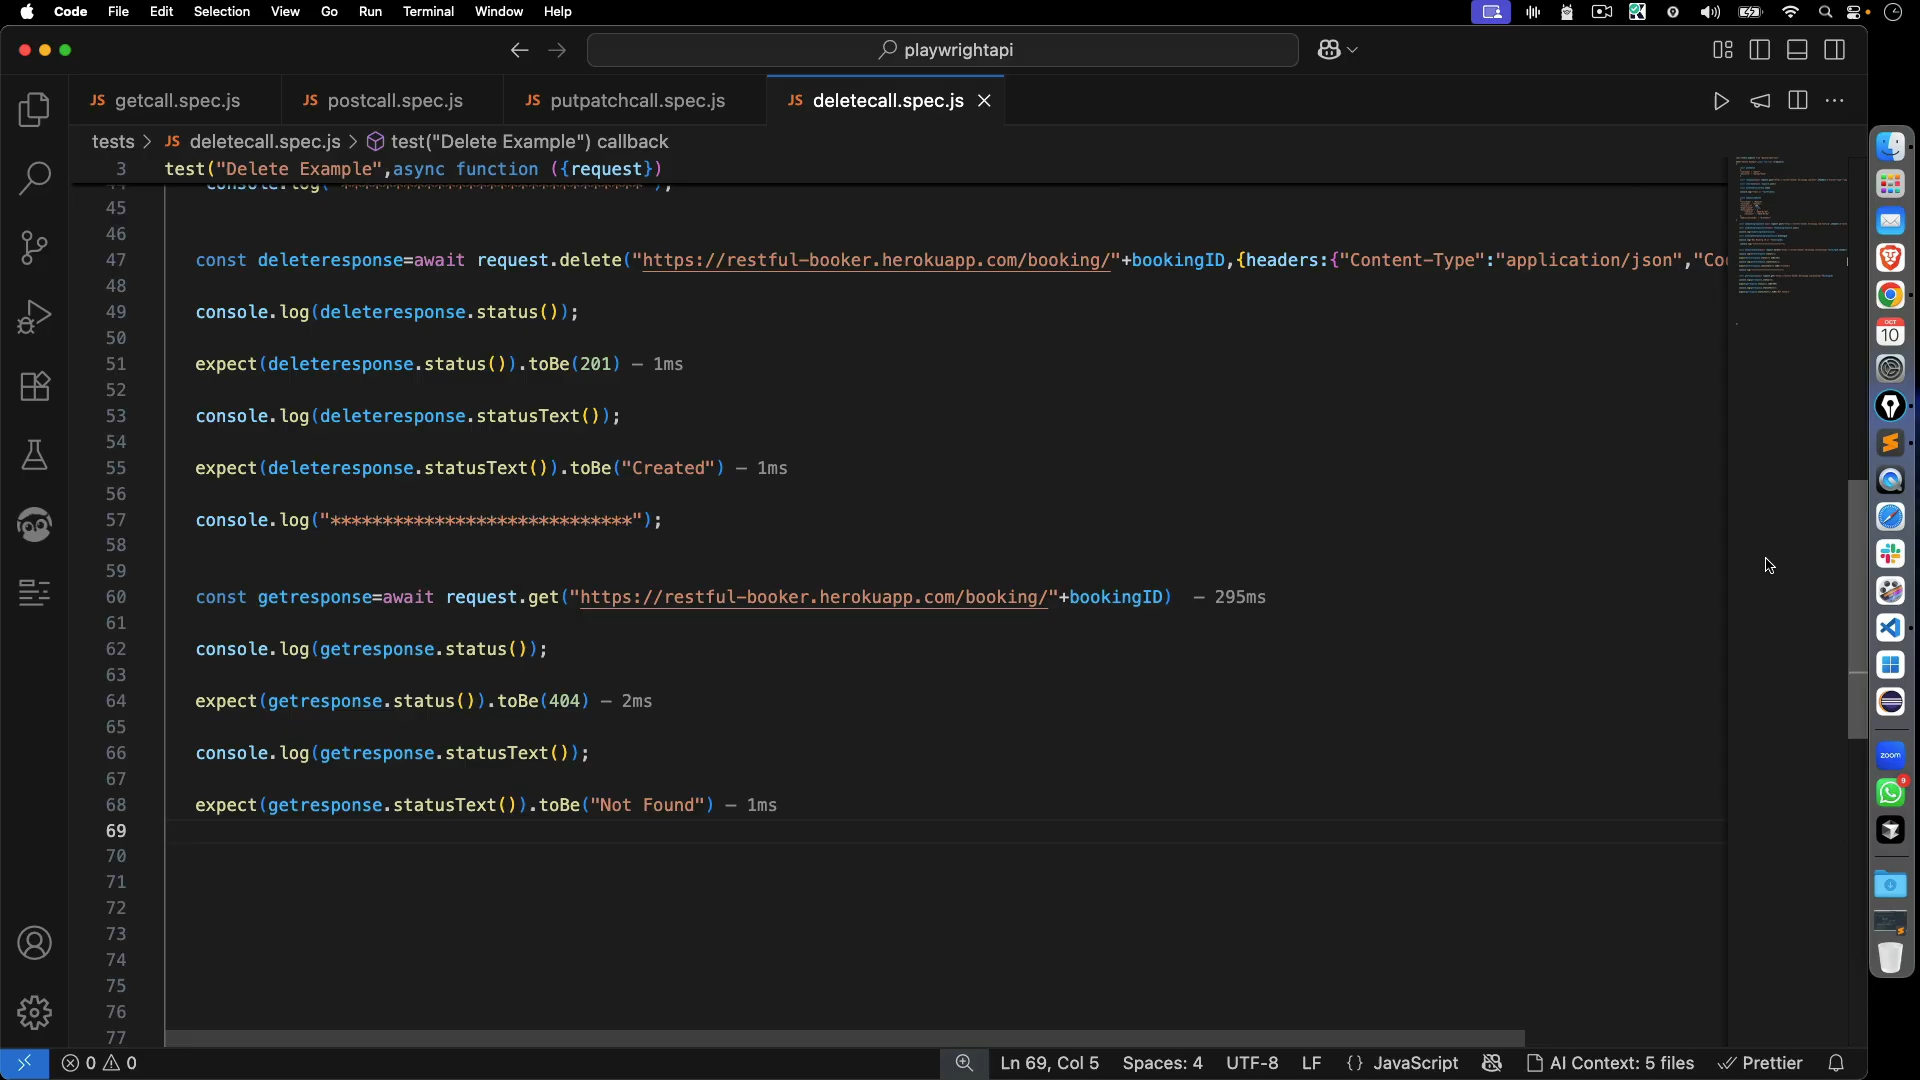 Code File Edit Selection View Go Run Terminal Window Help
playwrightapi
JS getcall.spec.js JS postcall.spec.js JS putpatchcall.spec.js JS deletecall.spec.js
tests > JS deletecall.spec.js > test("Delete Example") callback
3 test("Delete Example",async function ({request})
45
46
47 const deleteresponse=await request.delete("https://restful-booker.herokuapp.com/booking/"+bookingID,{headers:{"Content-Type":"application/json","Co
48
49 console.log(deleteresponse.status());
50
51 expect(deleteresponse.status()).toBe(201) — 1ms
52
53 console.log(deleteresponse.statusText());
54
55 expect(deleteresponse.statusText()).toBe("Created") — 1ms
56
57 console.log("*****************************");
58
59
60 const getresponse=await request.get("https://restful-booker.herokuapp.com/booking/"+bookingID) — 295ms
61
62 console.log(getresponse.status());
63
64 expect(getresponse.status()).toBe(404) — 2ms
65
66 console.log(getresponse.statusText());
67
68 expect(getresponse.statusText()).toBe("Not Found") — 1ms
69
70
71
72
73
74
75
76
77
OCT
10
zoom
9
0 0 Ln 69, Col 5 Spaces: 4 UTF-8 LF {} JavaScript AI Context: 5 files Prettier